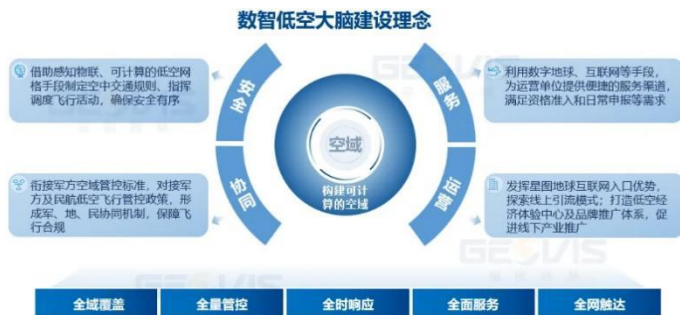 数智低空大脑建设理念
借助感知物联、可计算的低空网
格手段制定空中交通规则、指挥
调度飞行活动，确保安全有序
安全
服务
利用数字地球、互联网等手段，
为运营单位提供便捷的服务渠道，
满足资格准入和日常申报等需求
空域
构建可计
算的空域
衔接军方空域管控标准，对接军
方及民航低空飞行管控政策，形
成军、地、民协同机制，保障飞
行合规
协同
运营
发挥星图地球互联网入口优势，
探索线上引流模式；打造低空经
济体验中心及品牌推广体系，促
进线下产业推广
GEOVIS
全域覆盖
全量管控
全时响应
全面服务
全网触达